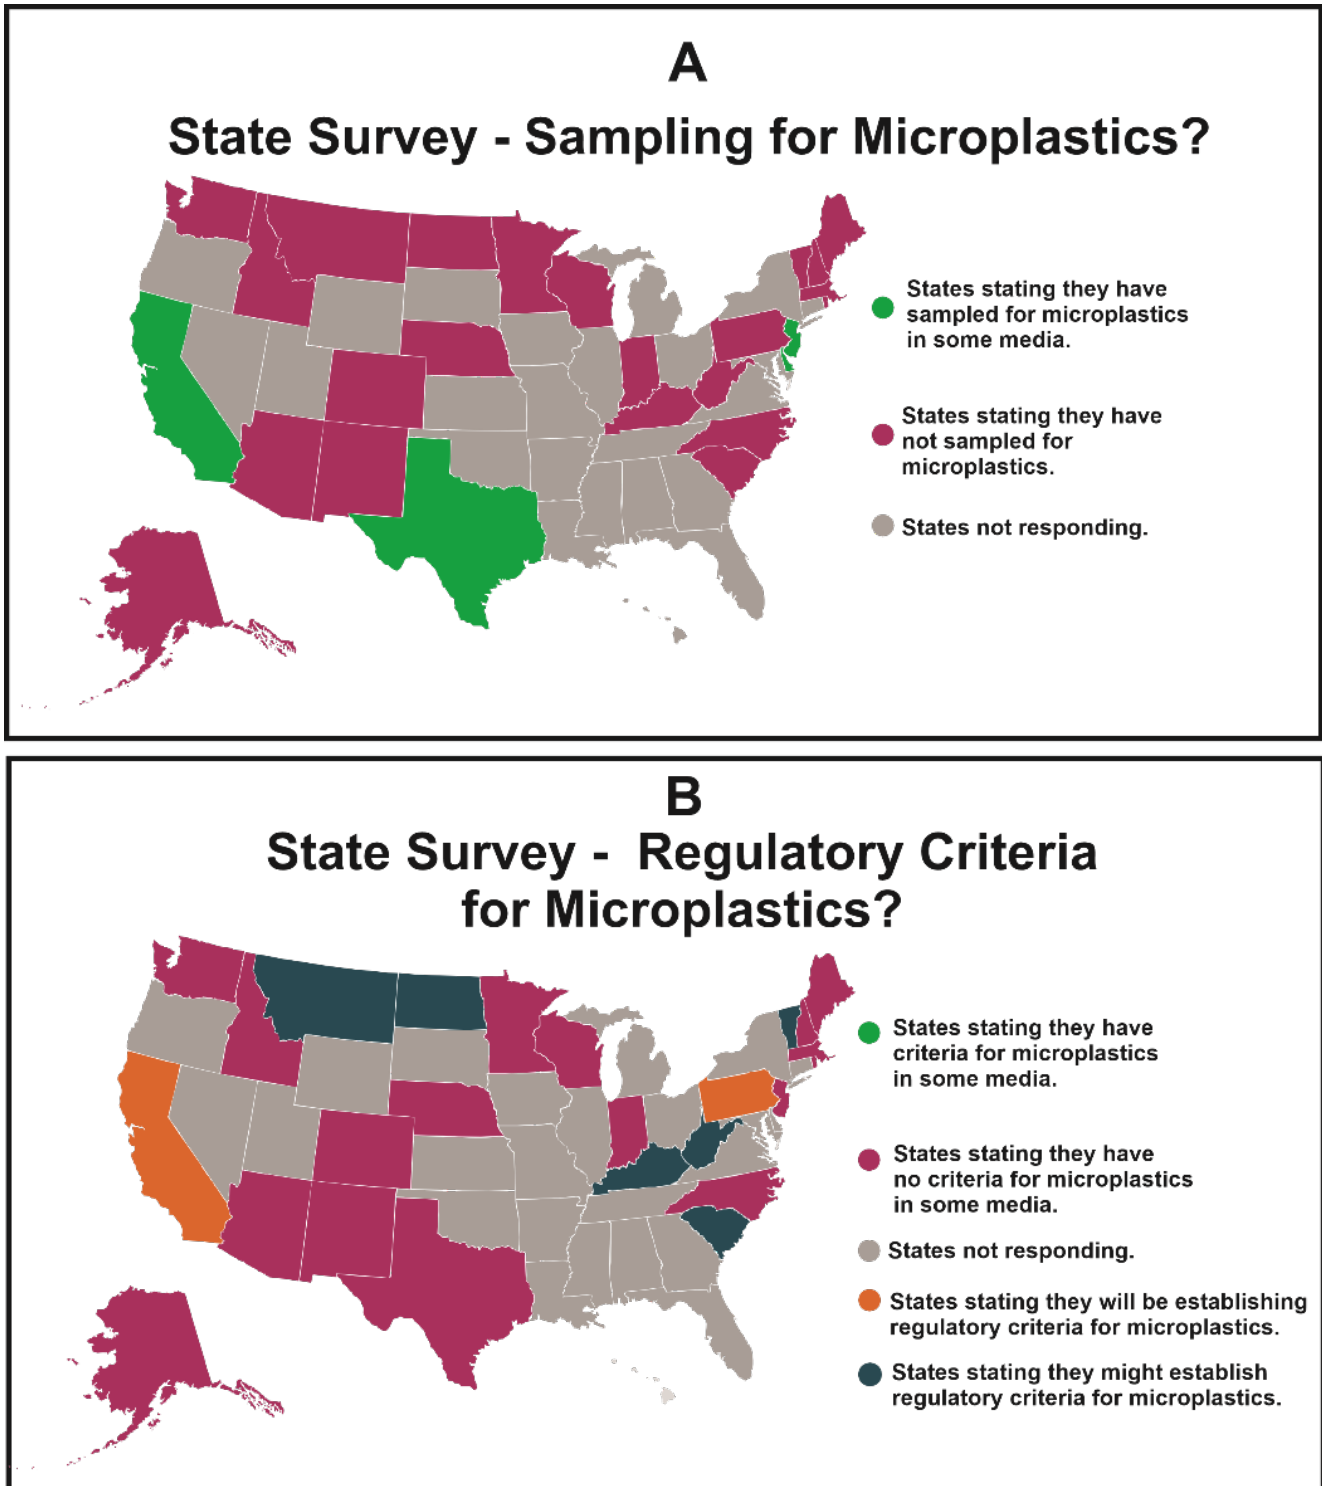 A
State Survey - Sampling for Microplastics?
States stating they have
sampled for microplastics
in some media.
States stating they have
not sampled for
microplastics.
States not responding.
B
State Survey -  Regulatory Criteria
for Microplastics?
States stating they have
criteria for microplastics
in some media.
States stating they have
no criteria for microplastics
in some media.
States not responding.
States stating they will be establishing
regulatory criteria for microplastics.
States stating they might establish
regulatory criteria for microplastics.